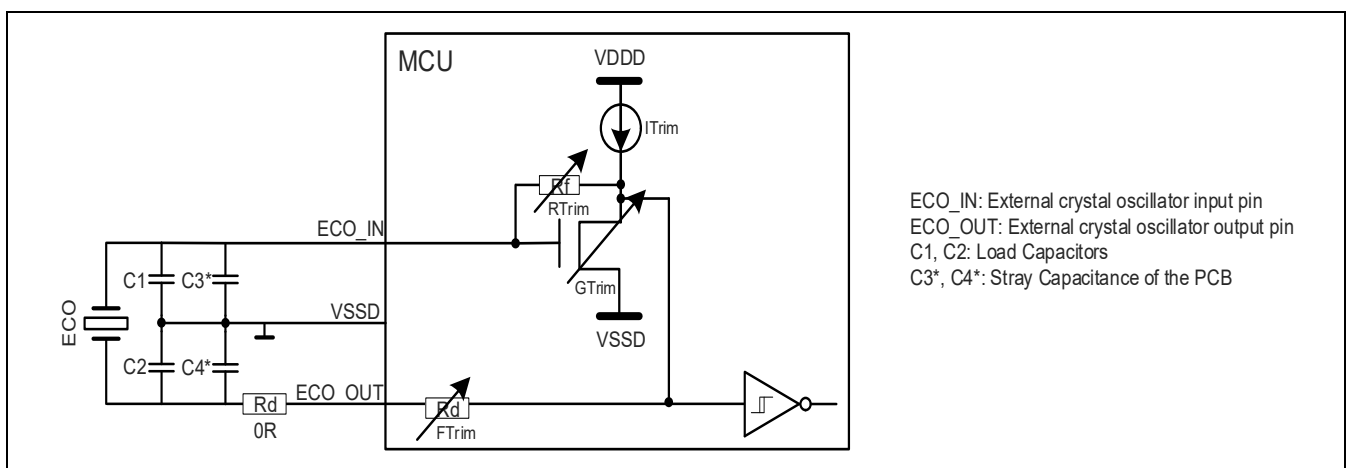 MCU
VDDD
ITrim
Rf
RTrim
ECO_IN
GTrim
C1
C3*
VSSD
VSSD
ECO
C2
C4*
ECO_OUT
Rd
0R
Rd
FTrim
ECO_IN: External crystal oscillator input pin
ECO_OUT: External crystal oscillator output pin
C1, C2: Load Capacitors
C3*, C4*: Stray Capacitance of the PCB